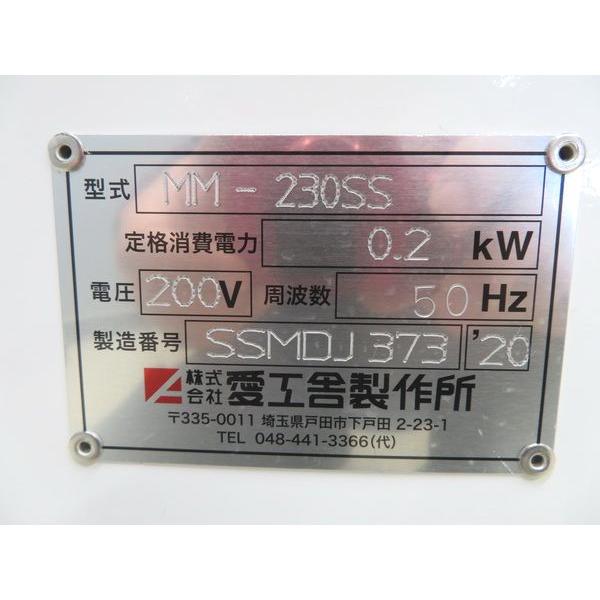 型式 MM-230SS
定格消費電力 0.2 kW
電圧 200V 周波数 50 Hz
製造番号 SSMDJ 373 '20
株式会社 愛工舎製作所
〒335-0011 埼玉県戸田市下戸田 2-23-1
TEL 048-441-3366(代)